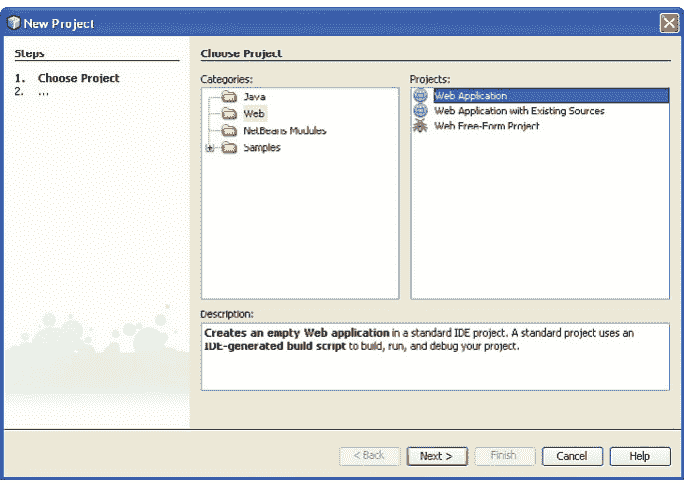 New Project
Steps
1. Choose Project
2. ...
Choose Project
Categories:
Java
Web
NetBeans Modules
Samples
Projects:
Web Application
Web Application with Existing Sources
Web Free-Form Project
Description:
Creates an empty Web application in a standard IDE project. A standard project uses an
IDE-generated build script to build, run, and debug your project.
< Back
Next >
Finish
Cancel
Help